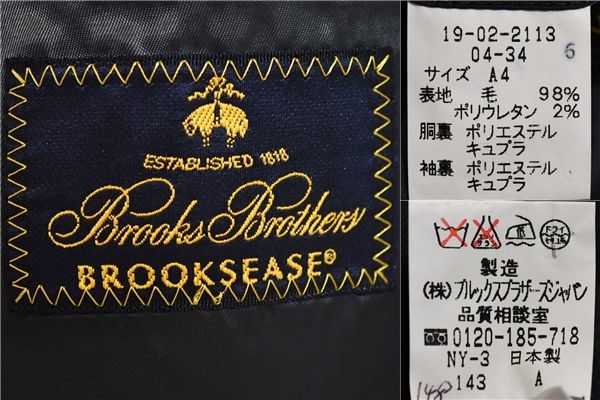 ESTABLISHED 1818
Brooks Brothers
BROOKSEASE®
19-02-2113
04-34 6
サイズ A4
表地 毛 98%
ポリウレタン 2%
胴裏 ポリエステル
キュプラ
袖裏 ポリエステル
キュプラ
製造
(株)ブルックスブラザーズジャパン
品質相談室
0120-185-718
NY-3 日本製
143 A